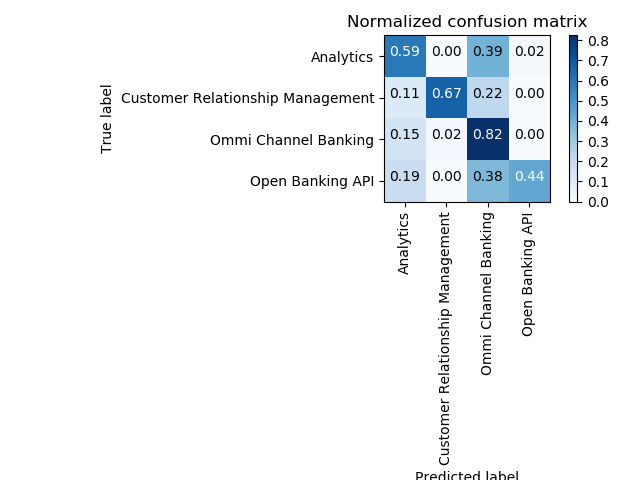 Normalized confusion matrix
True label
Analytics 0.59 0.00 0.39 0.02
Customer Relationship Management 0.11 0.67 0.22 0.00
Ommi Channel Banking 0.15 0.02 0.82 0.00
Open Banking API 0.19 0.00 0.38 0.44
0.8
0.7
0.6
0.5
0.4
0.3
0.2
0.1
0.0
Analytics
Customer Relationship Management
Ommi Channel Banking
Open Banking API
Predicted label